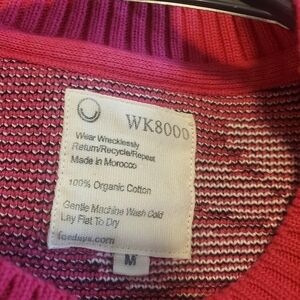 WK8000
Wear Wrecklessly
Return/Recycle/Repeat
Made in Morocco
100% Organic Cotton
Gentle Machine Wash Cold
Lay Flat To Dry
fordays.com
M